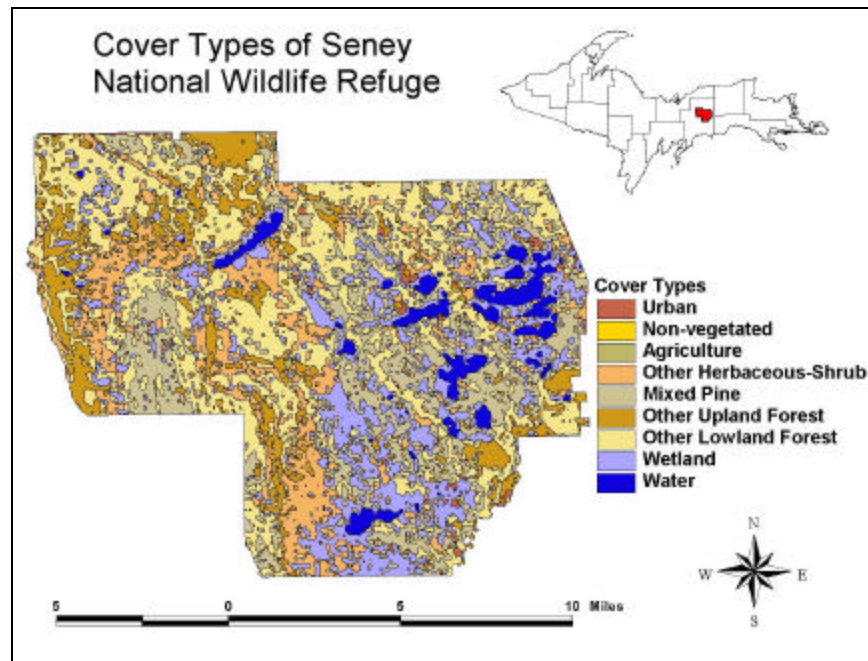 Cover Types of Seney
National Wildlife Refuge
Cover Types
Urban
Non-vegetated
Agriculture
Other Herbaceous-Shrub
Mixed Pine
Other Upland Forest
Other Lowland Forest
Wetland
Water
N
W E
S
5 0 5 10 Miles